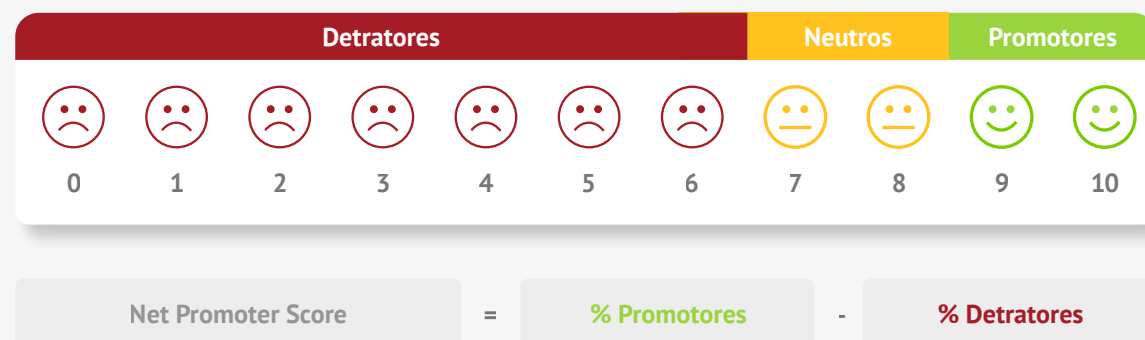 Detratores Neutros Promotores
0 1 2 3 4 5 6 7 8 9 10
Net Promoter Score = % Promotores - % Detratores